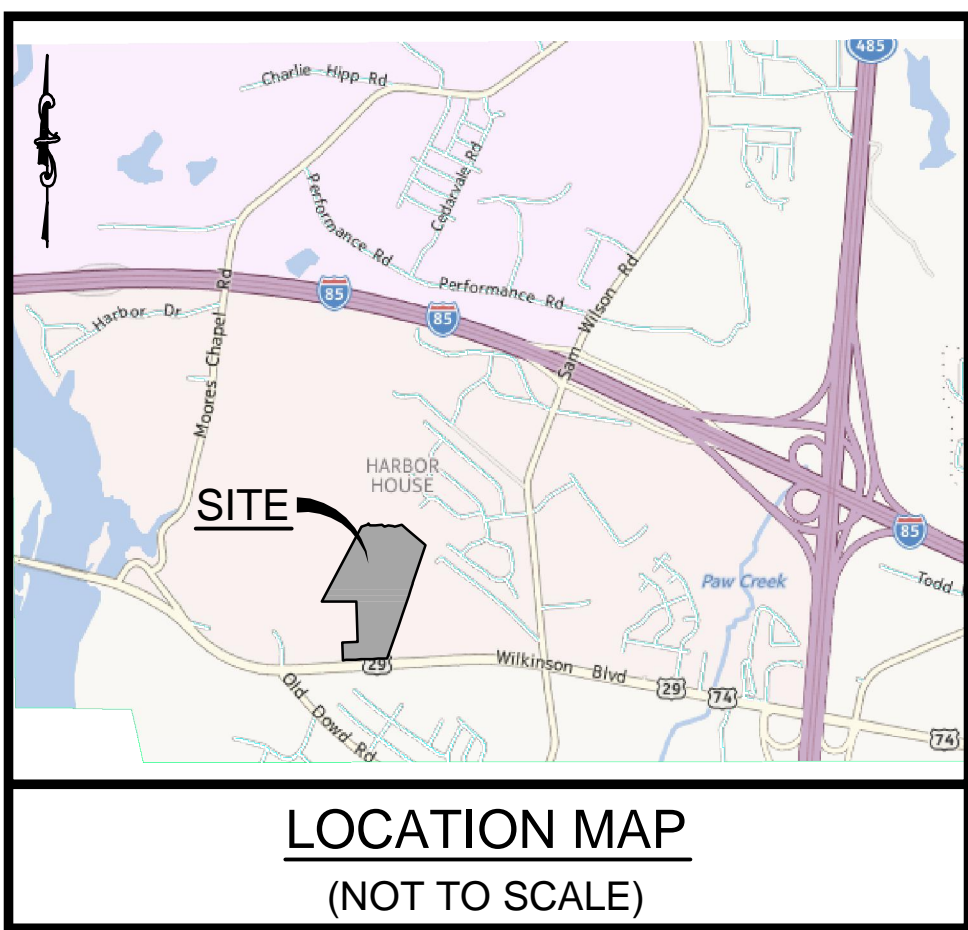 485
Charlie Hipp Rd
Cedarvale Rd
Performance Rd
Performance Rd
Sam Wilson Rd
Moores Chapel Rd
Harbor Dr
85
85
HARBOR
HOUSE
SITE
85
Todd
Paw Creek
29
Wilkinson Blvd
29
74
74
Old Dowd Rd
LOCATION MAP
(NOT TO SCALE)